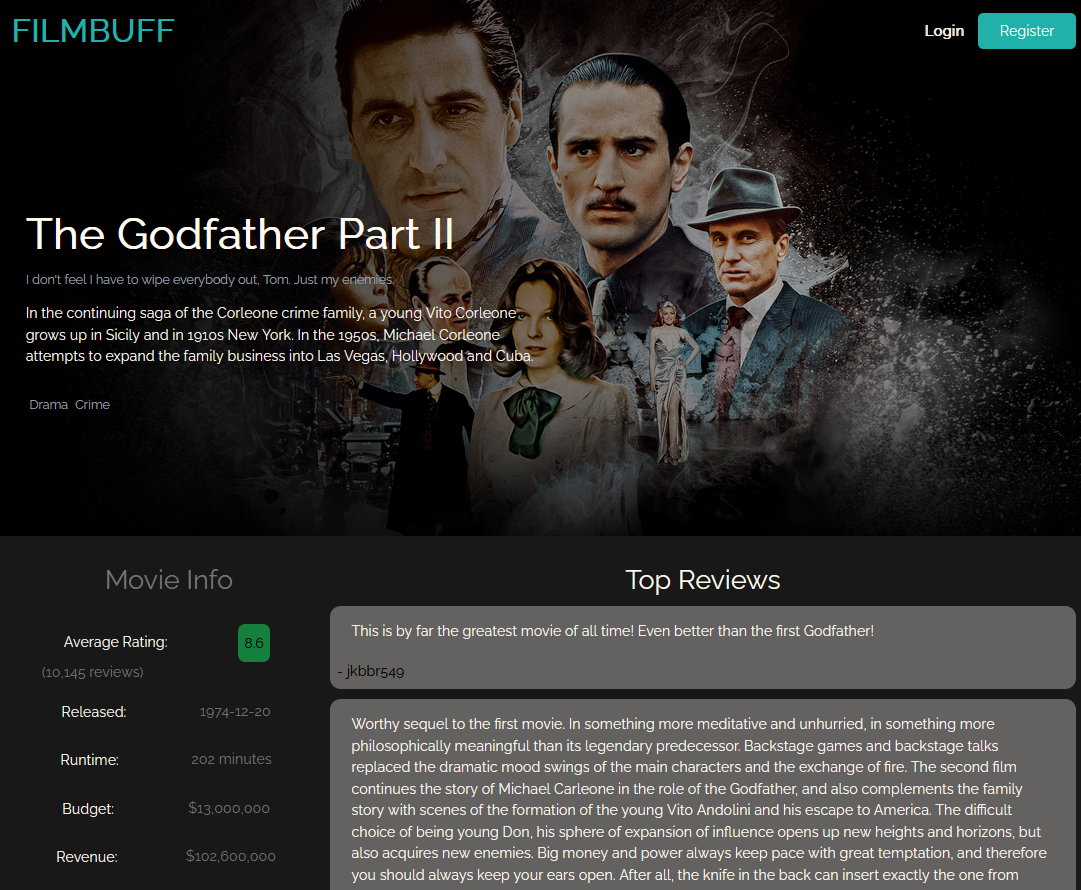 FILMBUFF
Login
Register
The Godfather Part II
I don't feel I have to wipe everybody out, Tom. Just my enemies.
In the continuing saga of the Corleone crime family, a young Vito Corleone
grows up in Sicily and in 1910s New York. In the 1950s, Michael Corleone
attempts to expand the family business into Las Vegas, Hollywood and Cuba.
Drama Crime
Movie Info
Average Rating:
8.6
(10,145 reviews)
Released:
1974-12-20
Runtime:
202 minutes
Budget:
$13,000,000
Revenue:
$102,600,000
Top Reviews
This is by far the greatest movie of all time! Even better than the first Godfather!
- jkbbr549
Worthy sequel to the first movie. In something more meditative and unhurried, in something more
philosophically meaningful than its legendary predecessor. Backstage games and backstage talks
replaced the dramatic mood swings of the main characters and the exchange of fire. The second film
continues the story of Michael Carleone in the role of the Godfather, and also complements the family
story with scenes of the formation of the young Vito Andolini and his escape to America. The difficult
choice of being young Don, his sphere of expansion of influence opens up new heights and horizons, but
also acquires new enemies. Big money and power always keep pace with great temptation, and therefore
you should always keep your ears open. After all, the knife in the back can insert exactly the one from